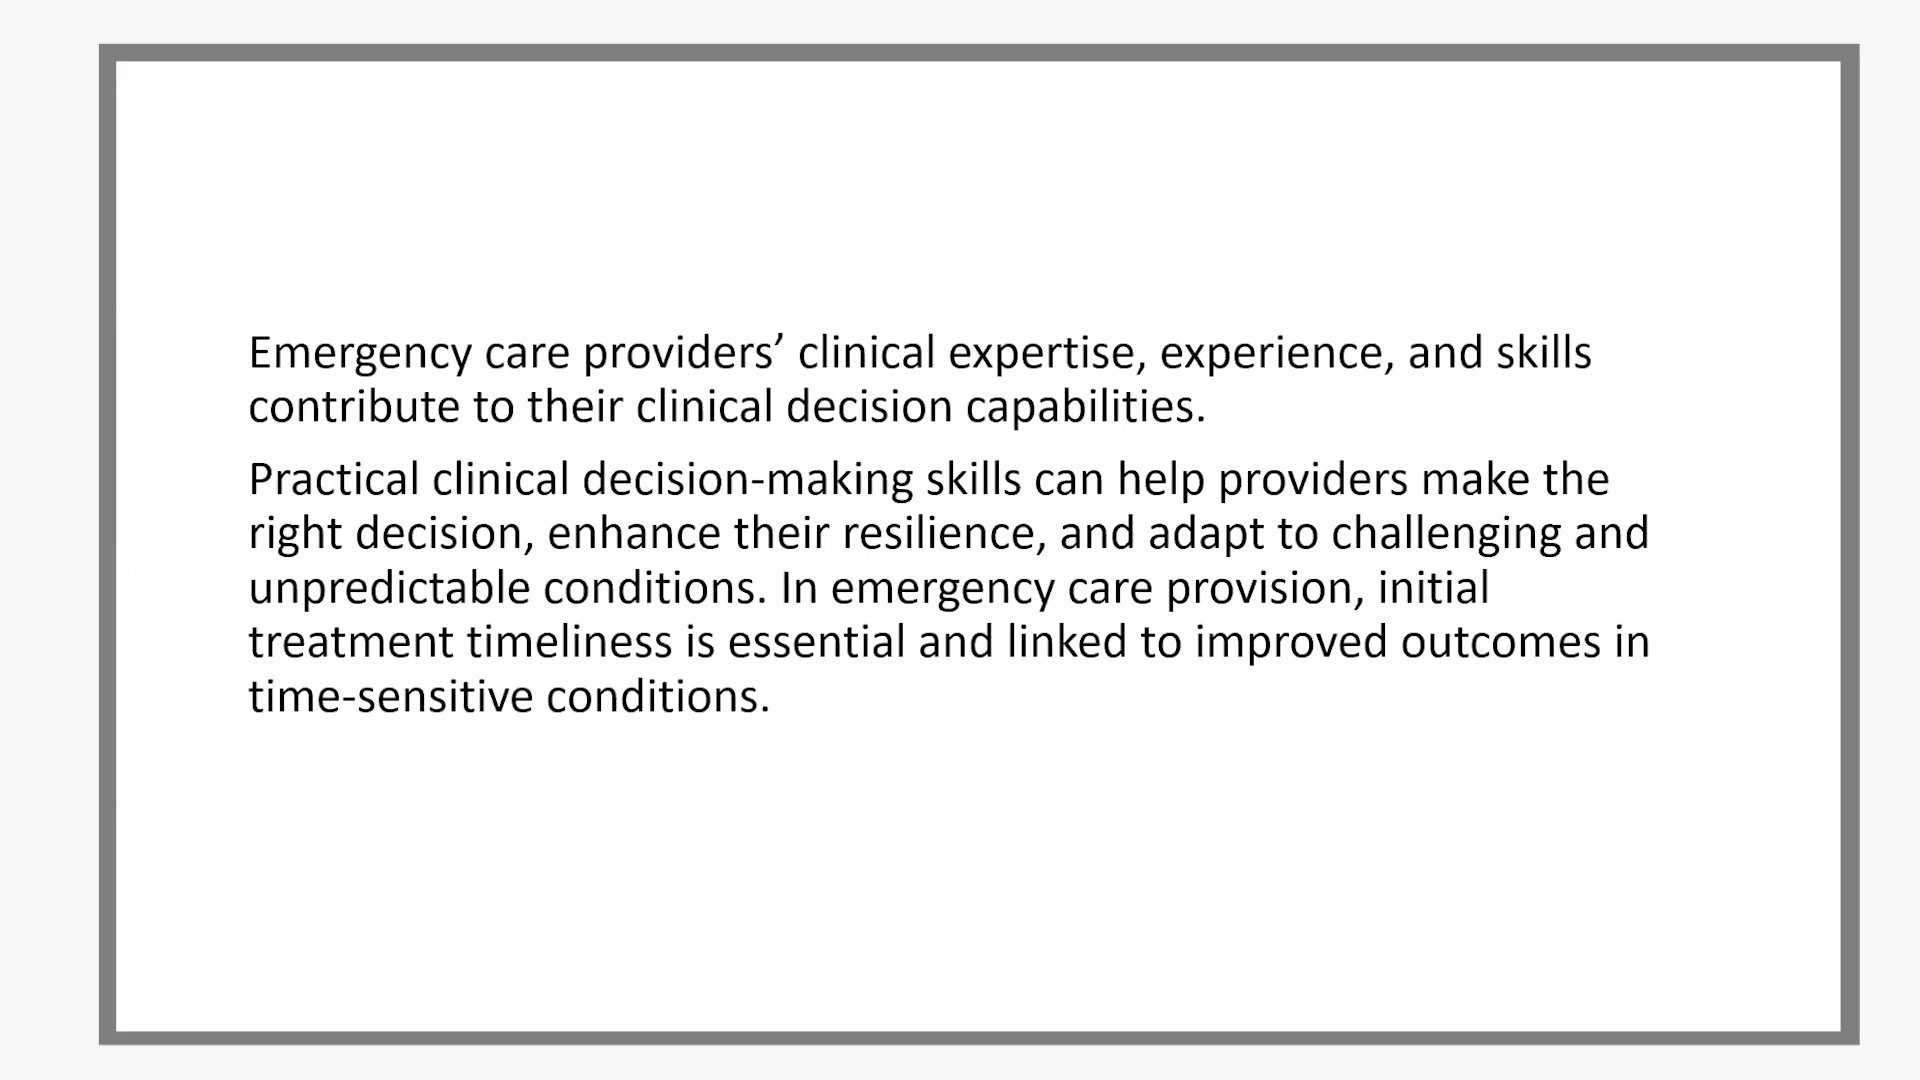 Emergency care providers’ clinical expertise, experience, and skills
contribute to their clinical decision capabilities.
Practical clinical decision-making skills can help providers make the
right decision, enhance their resilience, and adapt to challenging and
unpredictable conditions. In emergency care provision, initial
treatment timeliness is essential and linked to improved outcomes in
time-sensitive conditions.